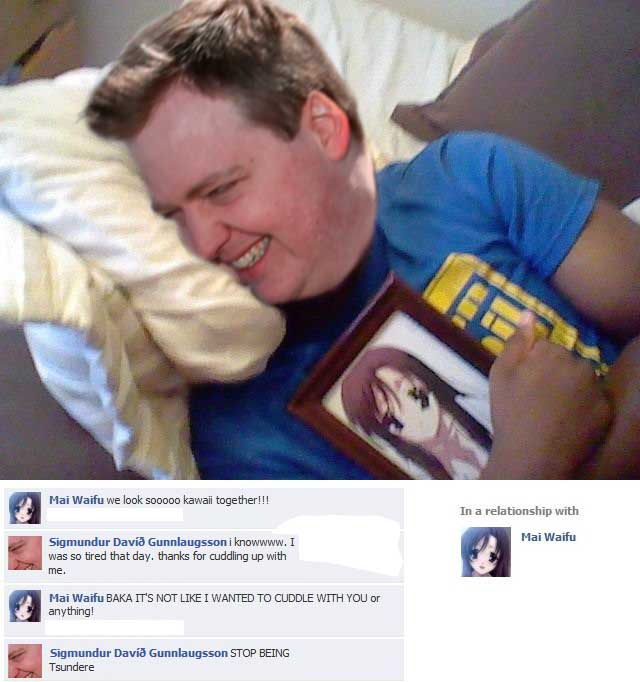 Mai Waifu we look sooooo kawaii together!!!
Sigmundur Davíð Gunnlaugsson i knowwww. I
was so tired that day. thanks for cuddling up with
me.
Mai Waifu BAKA IT'S NOT LIKE I WANTED TO CUDDLE WITH YOU or
anything!
Sigmundur Davíð Gunnlaugsson STOP BEING
Tsundere
In a relationship with
Mai Waifu